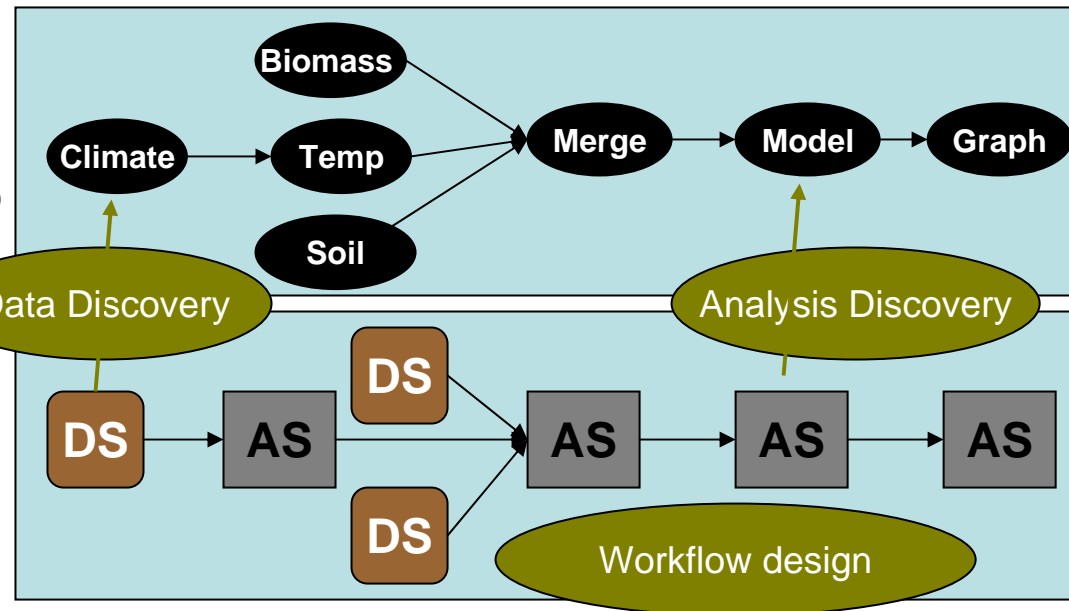 Biomass
Climate
Temp
Merge
Model
Graph
Soil
Data Discovery
Analysis Discovery
DS
DS
AS
AS
AS
AS
DS
Workflow design